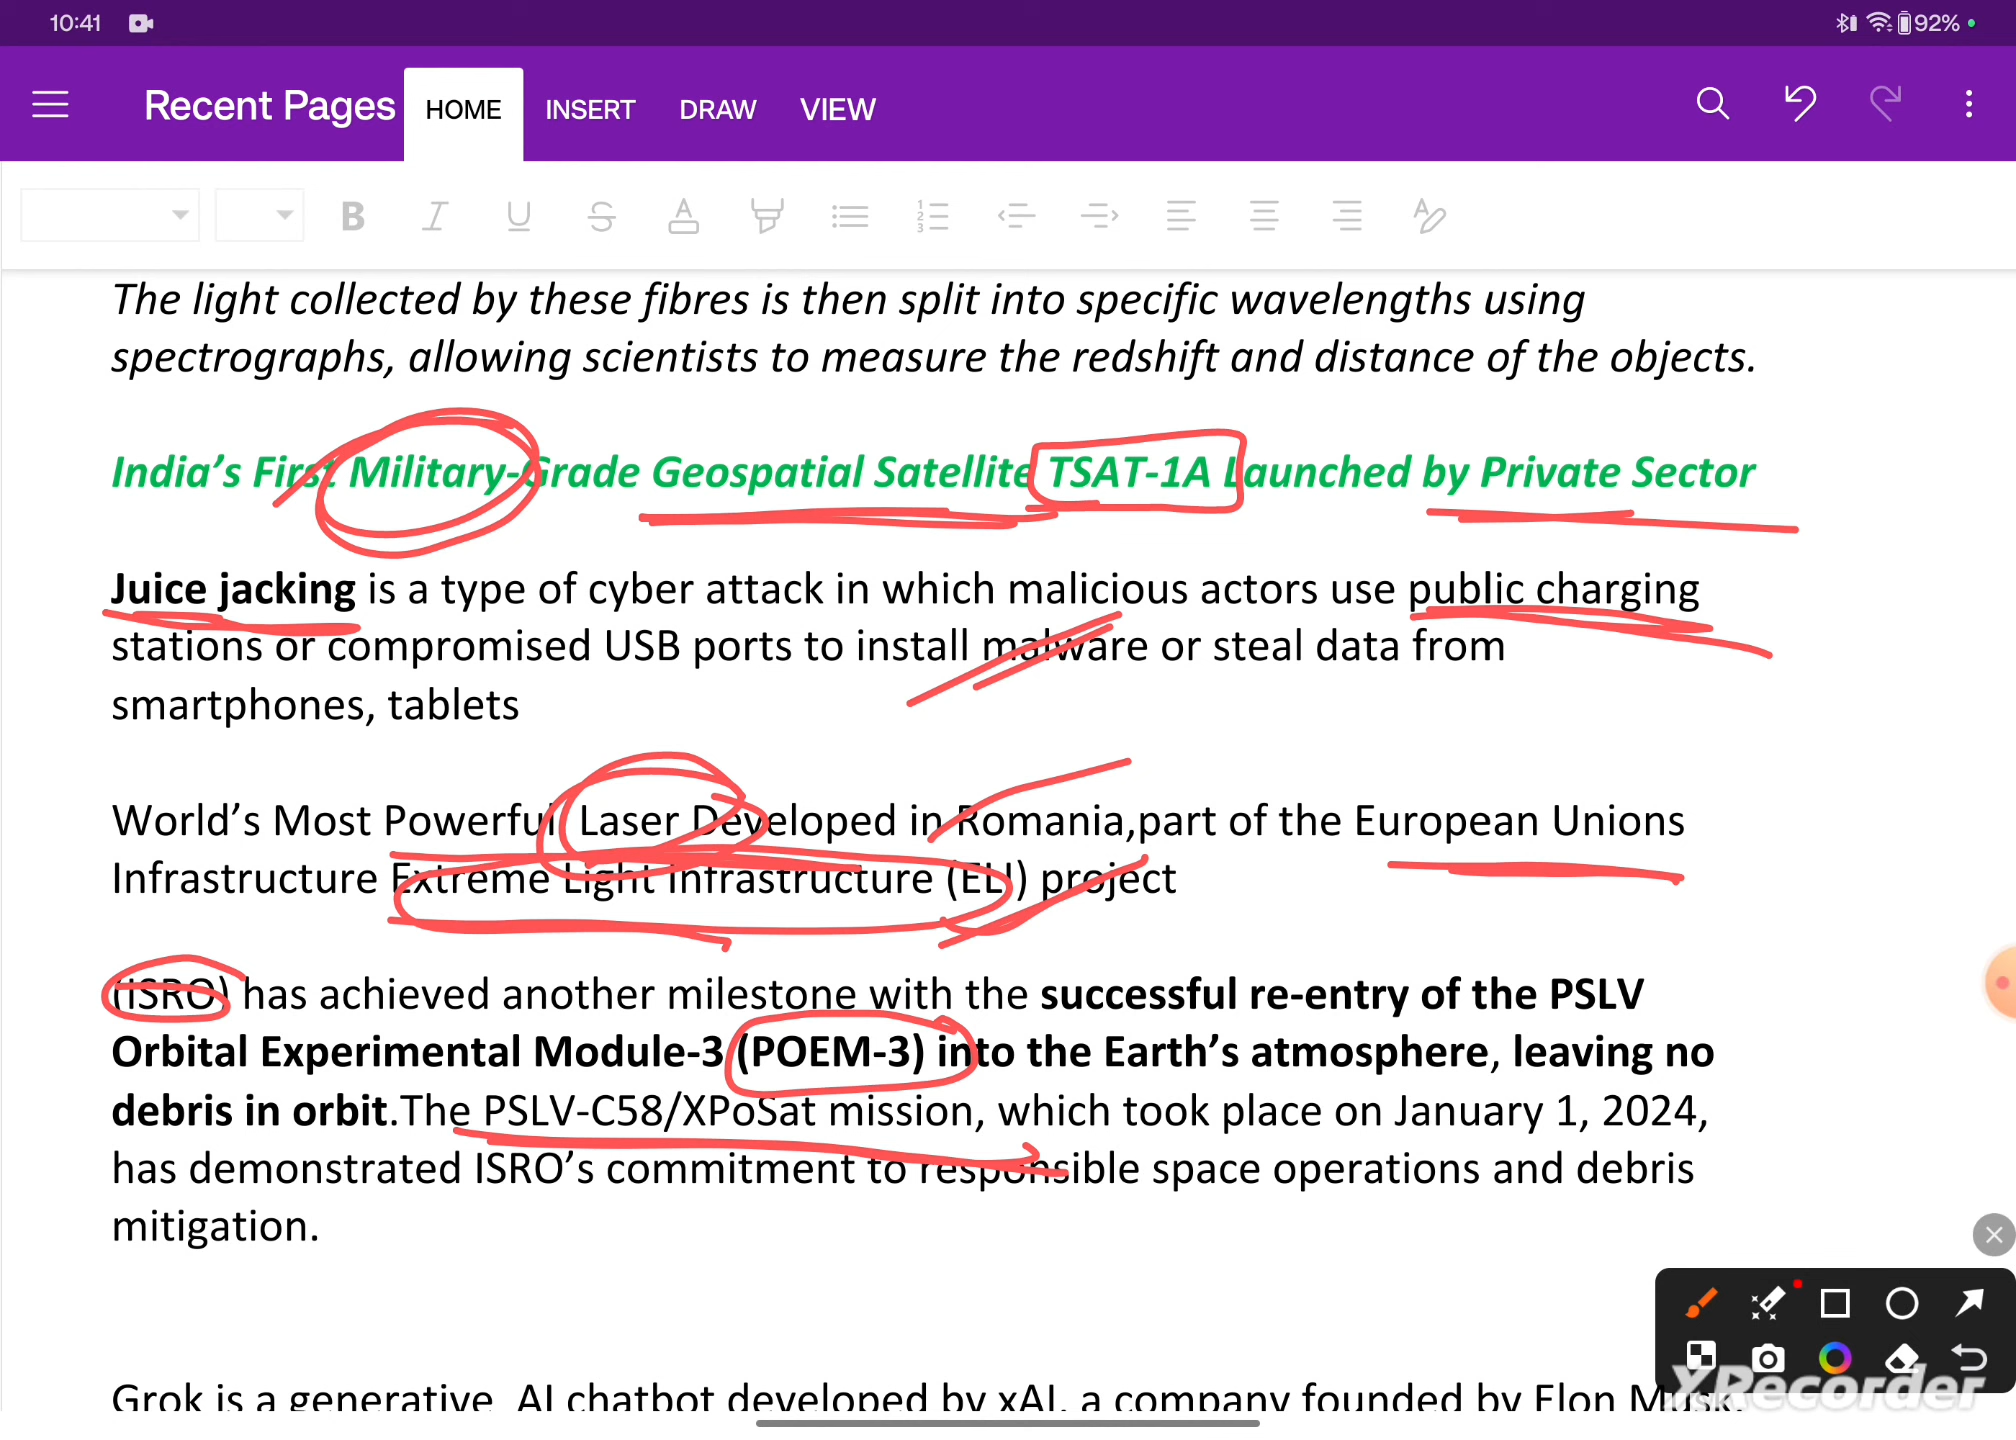 10:41 92%
Recent Pages HOME INSERT DRAW VIEW
The light collected by these fibres is then split into specific wavelengths using
spectrographs, allowing scientists to measure the redshift and distance of the objects.
India's First Military-Grade Geospatial Satellite TSAT-1A Launched by Private Sector
Juice jacking is a type of cyber attack in which malicious actors use public charging
stations or compromised USB ports to install malware or steal data from
smartphones, tablets
World's Most Powerful Laser Developed in Romania,part of the European Unions
Infrastructure Extreme Light Infrastructure (ELI) project
(ISRO) has achieved another milestone with the successful re-entry of the PSLV
Orbital Experimental Module-3 (POEM-3) into the Earth's atmosphere, leaving no
debris in orbit.The PSLV-C58/XPoSat mission, which took place on January 1, 2024,
has demonstrated ISRO's commitment to responsible space operations and debris
mitigation.
Grok is a generative AI chatbot developed by xAI, a company founded by Elon Musk.
XRecorder